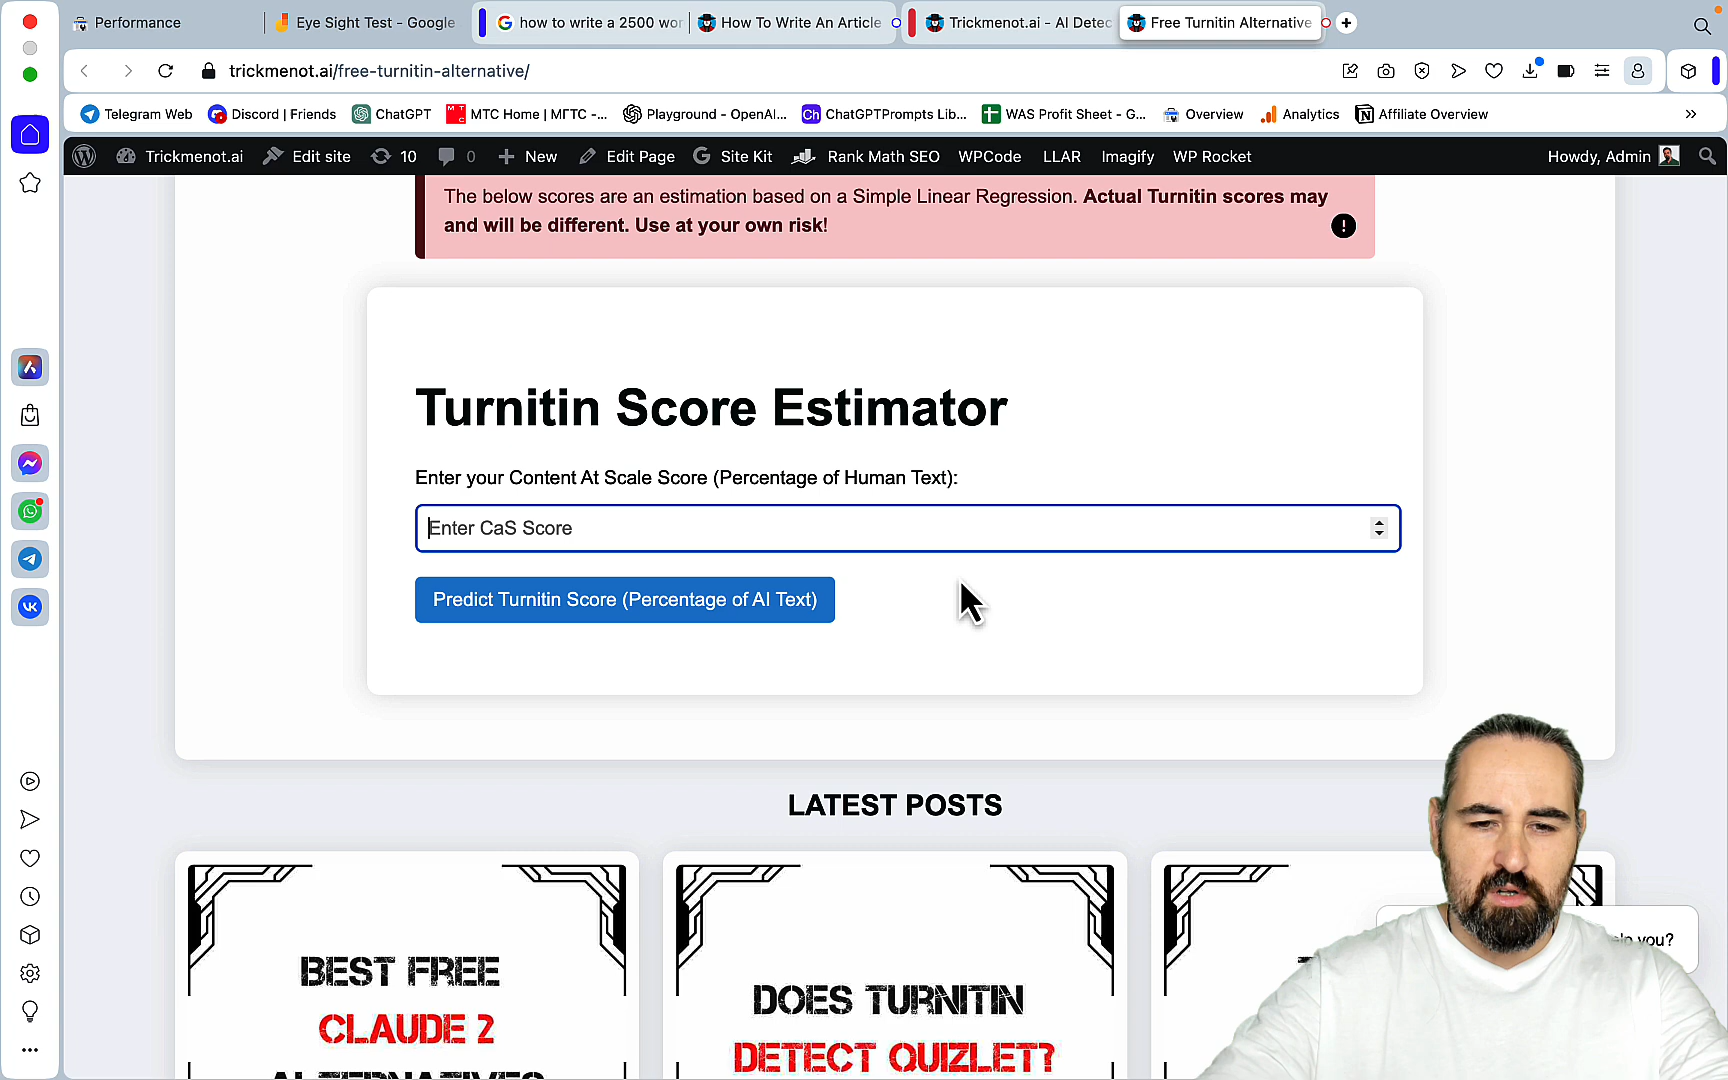 Performance
Eye Sight Test - Google
how to write a 2500 wor
How To Write An Article
Trickmenot.ai - AI Detec
Free Turnitin Alternative
trickmenot.ai/free-turnitin-alternative/
Telegram Web
Discord | Friends
ChatGPT
МТС Home | МГТС -...
Playground - OpenAI...
Ch
ChatGPTPrompts Lib...
WAS Profit Sheet - G...
Overview
Analytics
Affiliate Overview
Trickmenot.ai
Edit site
10
0
New
Edit Page
Site Kit
Rank Math SEO
WPCode
LLAR
Imagify
WP Rocket
Howdy, Admin
The below scores are an estimation based on a Simple Linear Regression. Actual Turnitin scores may
and will be different. Use at your own risk!
Turnitin Score Estimator
Enter your Content At Scale Score (Percentage of Human Text):
Enter CaS Score
Predict Turnitin Score (Percentage of AI Text)
LATEST POSTS
BEST FREE
CLAUDE 2
ALTERNATIVES
DOES TURNITIN
DETECT QUIZLET?
you?